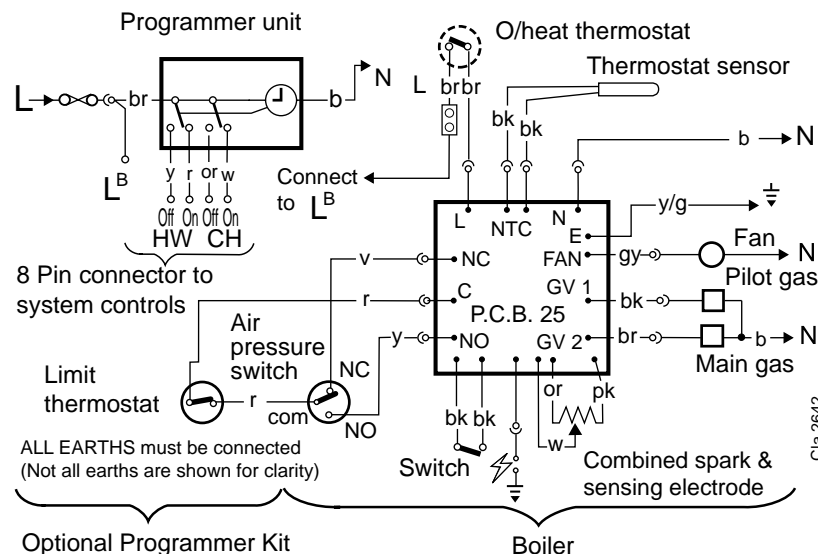 Programmer unit
O/heat thermostat
Thermostat sensor
L
br
b
N
L
br
br
bk
bk
b
N
L B
y
r
or
w
Off
On
Off
On
HW
CH
Connect
to L B
8 Pin connector to
system controls
L
NTC
N
E
y/g
NC
FAN
gy
Fan
N
v
C
GV 1
Pilot gas
r
bk
P.C.B. 25
y
NO
GV 2
br
b
N
Main gas
Air
pressure
switch
NC
Limit
thermostat
r
com
NO
bk
bk
or
pk
w
Switch
Combined spark &
sensing electrode
ALL EARTHS must be connected
(Not all earths are shown for clarity)
Cla 2642
Optional Programmer Kit
Boiler